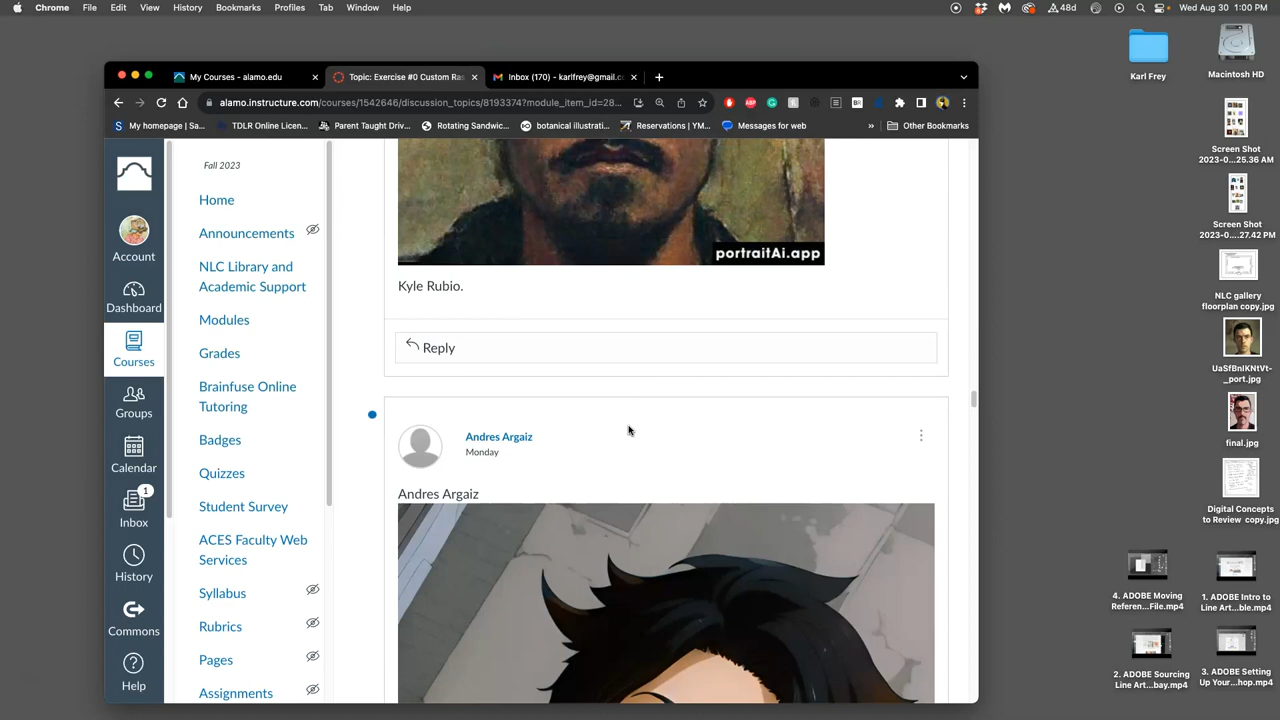 Chrome File Edit View History Bookmarks Profiles Tab Window Help
48d Wed Aug 30 1:00 PM
My Courses - alamo.edu
Topic: Exercise #0 Custom Ras
Inbox (170) - karlfrey@gmail.c
alamo.instructure.com/courses/1542646/discussion_topics/8193374?module_item_id=28...
My homepage | Sa...
TDLR Online Licen...
Parent Taught Driv...
Rotating Sandwic...
botanical illustrati...
Reservations | YM...
Messages for web
»
Other Bookmarks
Account
Dashboard
Courses
Groups
Calendar
1
Inbox
History
Commons
Help
Fall 2023
Home
Announcements
NLC Library and
Academic Support
Modules
Grades
Brainfuse Online
Tutoring
Badges
Quizzes
Student Survey
ACES Faculty Web
Services
Syllabus
Rubrics
Pages
Assignments
portraitAi.app
Kyle Rubio.
Reply
Andres Argaiz
Monday
Andres Argaiz
Karl Frey
Macintosh HD
Screen Shot
2023-0...25.36 AM
Screen Shot
2023-0....27.42 PM
NLC gallery
floorplan copy.jpg
UaSfBnIKNtVt-
_port.jpg
final.jpg
Digital Concepts
to Review copy.jpg
4. ADOBE Moving
Referen...File.mp4
1. ADOBE Intro to
Line Art...ble.mp4
2. ADOBE Sourcing
Line Art...bay.mp4
3. ADOBE Setting
Up Your...hop.mp4